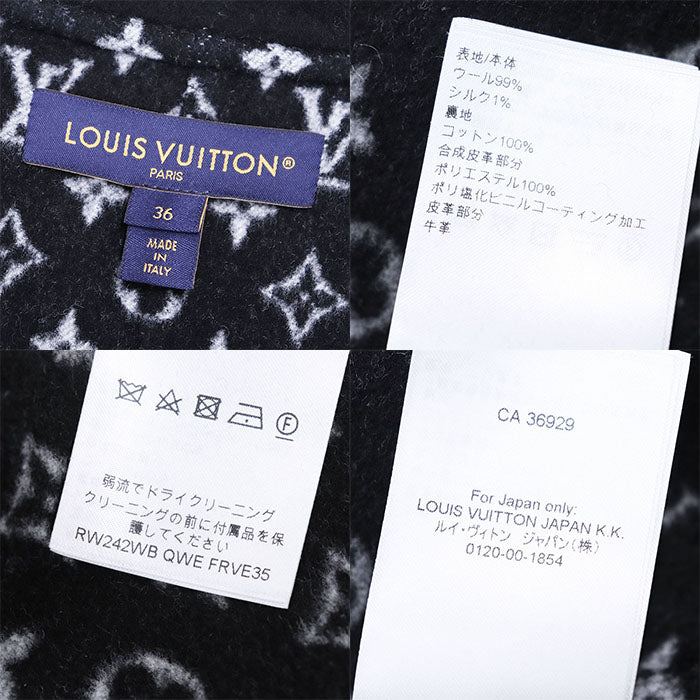 LOUIS VUITTON®
PARIS
36
MADE
IN
ITALY
表地/本体
ウール99%
シルク1%
裏地
コットン100%
合成皮革部分
ポリエステル100%
ポリ塩化ビニルコーティング加工
皮革部分
牛革
弱流でドライクリーニング
クリーニングの前に付属品を保
護してください
RW242WB QWE FRVE35
CA 36929
For Japan only:
LOUIS VUITTON JAPAN K.K.
ルイ・ヴィトン ジャパン(株)
0120-00-1854